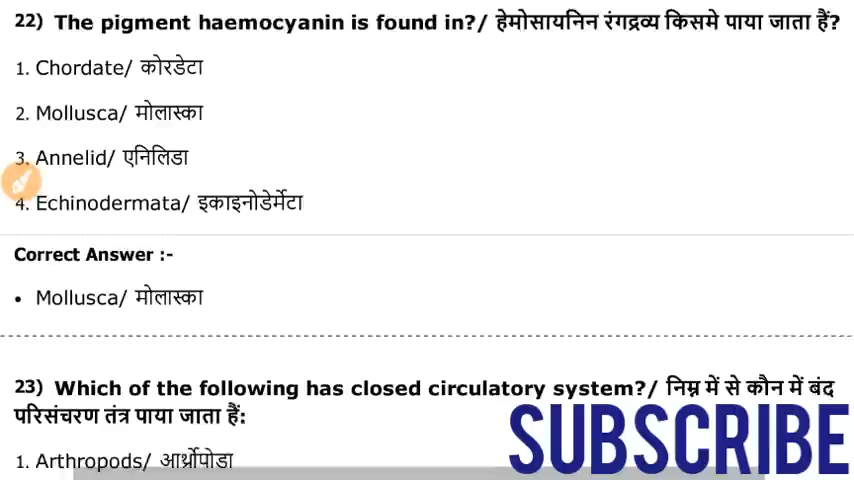 22) The pigment haemocyanin is found in?/ हेमोसायनिन रंगद्रव्य किसमे पाया जाता हैं?
1. Chordate/ कोरडेटा
2. Mollusca/ मोलास्का
3. Annelid/ एनिलिडा
4. Echinodermata/ इकाइनोडेर्मेटा
Correct Answer :-
• Mollusca/ मोलास्का
23) Which of the following has closed circulatory system?/ निम्न में से कौन में बंद
परिसंचरण तंत्र पाया जाता हैं:
1. Arthropods/ आर्थ्रोपोडा
SUBSCRIBE